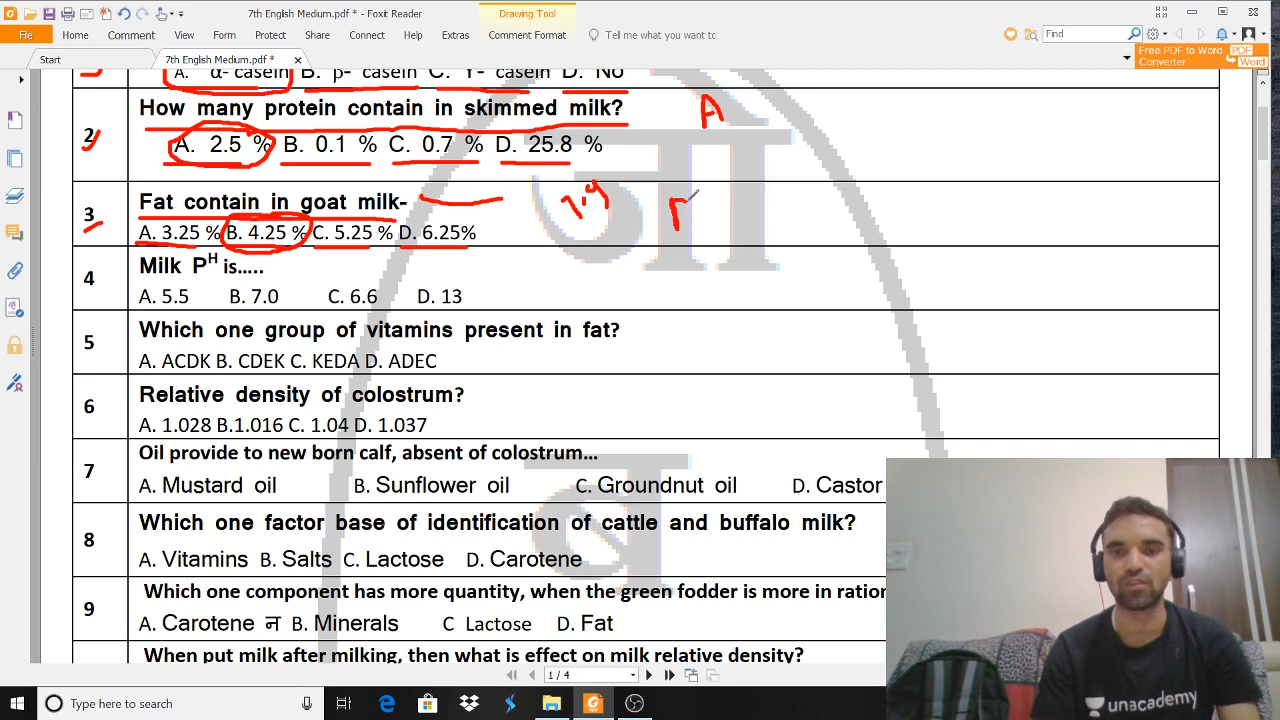 7th English Medium.pdf * - Foxit Reader
Drawing Tool
File Home Comment View Form Protect Share Connect Help Extras Comment Format Tell me what you want tc
Find
Start
7th English Medium.pdf *
Free PDF to Word Converter
PDF Word
A. α- casein B. β- casein C. Y- casein D. No
2 How many protein contain in skimmed milk?
A. 2.5 % B. 0.1 % C. 0.7 % D. 25.8 %
A
3 Fat contain in goat milk-
A. 3.25 % B. 4.25 % C. 5.25 % D. 6.25%
4 Milk Pᴴ is.....
A. 5.5 B. 7.0 C. 6.6 D. 13
5 Which one group of vitamins present in fat?
A. ACDK B. CDEK C. KEDA D. ADEC
6 Relative density of colostrum?
A. 1.028 B.1.016 C. 1.04 D. 1.037
7 Oil provide to new born calf, absent of colostrum...
A. Mustard oil B. Sunflower oil C. Groundnut oil D. Castor
8 Which one factor base of identification of cattle and buffalo milk?
A. Vitamins B. Salts C. Lactose D. Carotene
9 Which one component has more quantity, when the green fodder is more in ration
A. Carotene ज B. Minerals C Lactose D. Fat
When put milk after milking, then what is effect on milk relative density?
unacademy
1 / 4
Type here to search